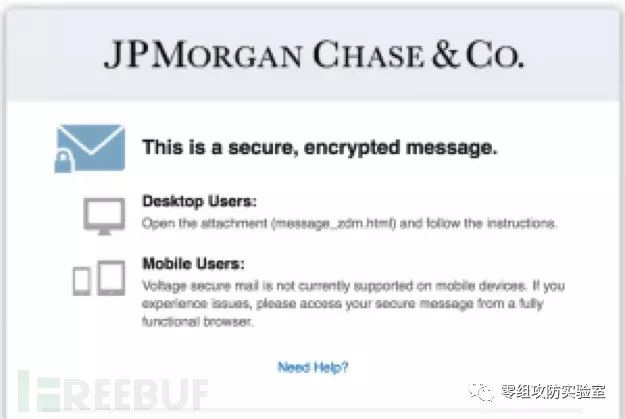 JPMORGAN CHASE & CO.
This is a secure, encrypted message.
Desktop Users:
Open the attachment (message_zdm.html) and follow the instructions.
Mobile Users:
Voltage secure mail is not currently supported on mobile devices. If you
experience issues, please access your secure message from a fully
functional browser.
Need Help?
FREEBUF
零组攻防实验室